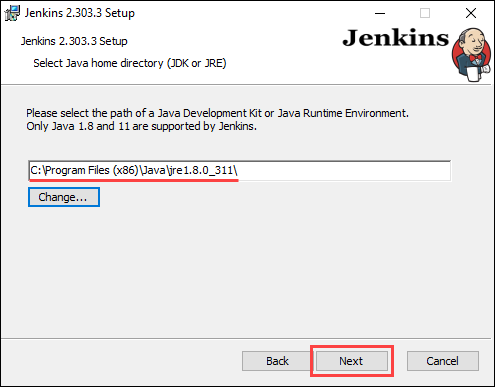 Jenkins 2.303.3 Setup
Jenkins 2.303.3 Setup
Jenkins
Select Java home directory (JDK or JRE)
Please select the path of a Java Development Kit or Java Runtime Environment.
Only Java 1.8 and 11 are supported by Jenkins.
C:\Program Files (x86)\Java\jre1.8.0_311\
Change...
Back Next Cancel